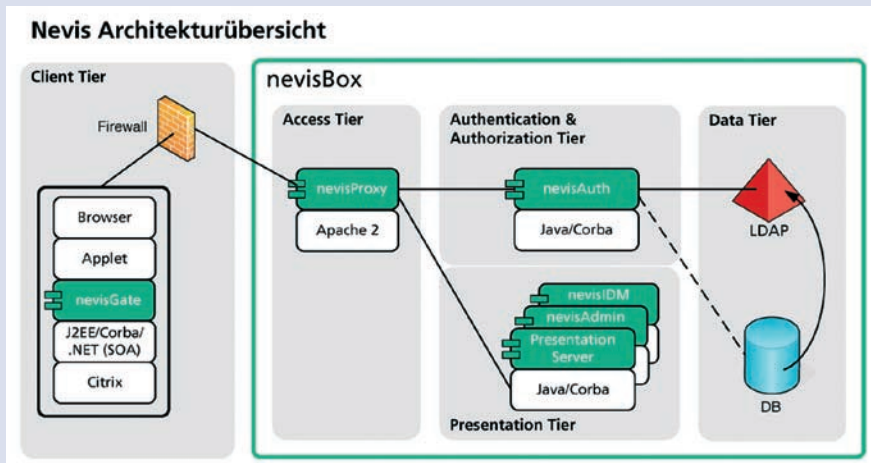 Nevis Architekturübersicht
Client Tier
Firewall
Browser
Applet
nevisGate
J2EE/Corba/
.NET (SOA)
Citrix
nevisBox
Access Tier
nevisProxy
Apache 2
Authentication &
Authorization Tier
nevisAuth
Java/Corba
nevisIDM
nevisAdmin
Presentation
Server
Java/Corba
Presentation Tier
Data Tier
LDAP
DB